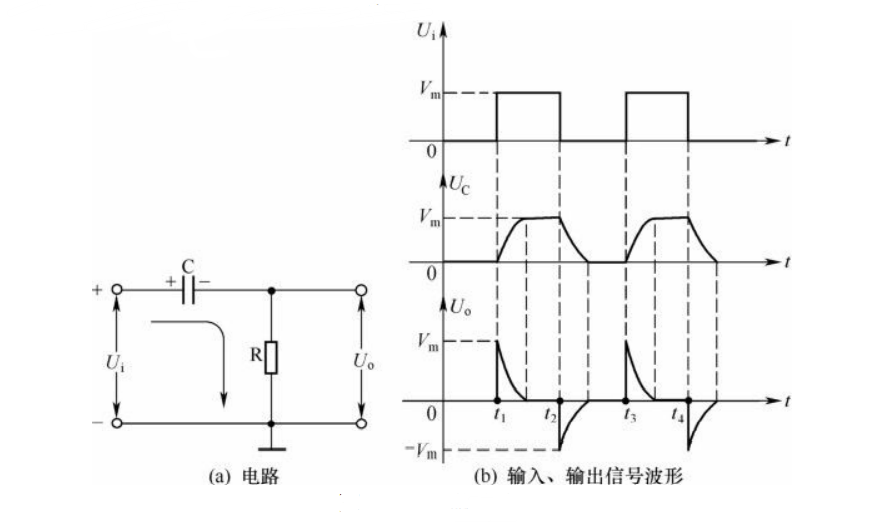 C
+ + −
R
Ui Uo
−
(a) 电路
Ui
Vm
0 t
UC
Vm
0 t
Uo
Vm
0 t1 t2 t3 t4 t
−Vm
(b) 输入、输出信号波形